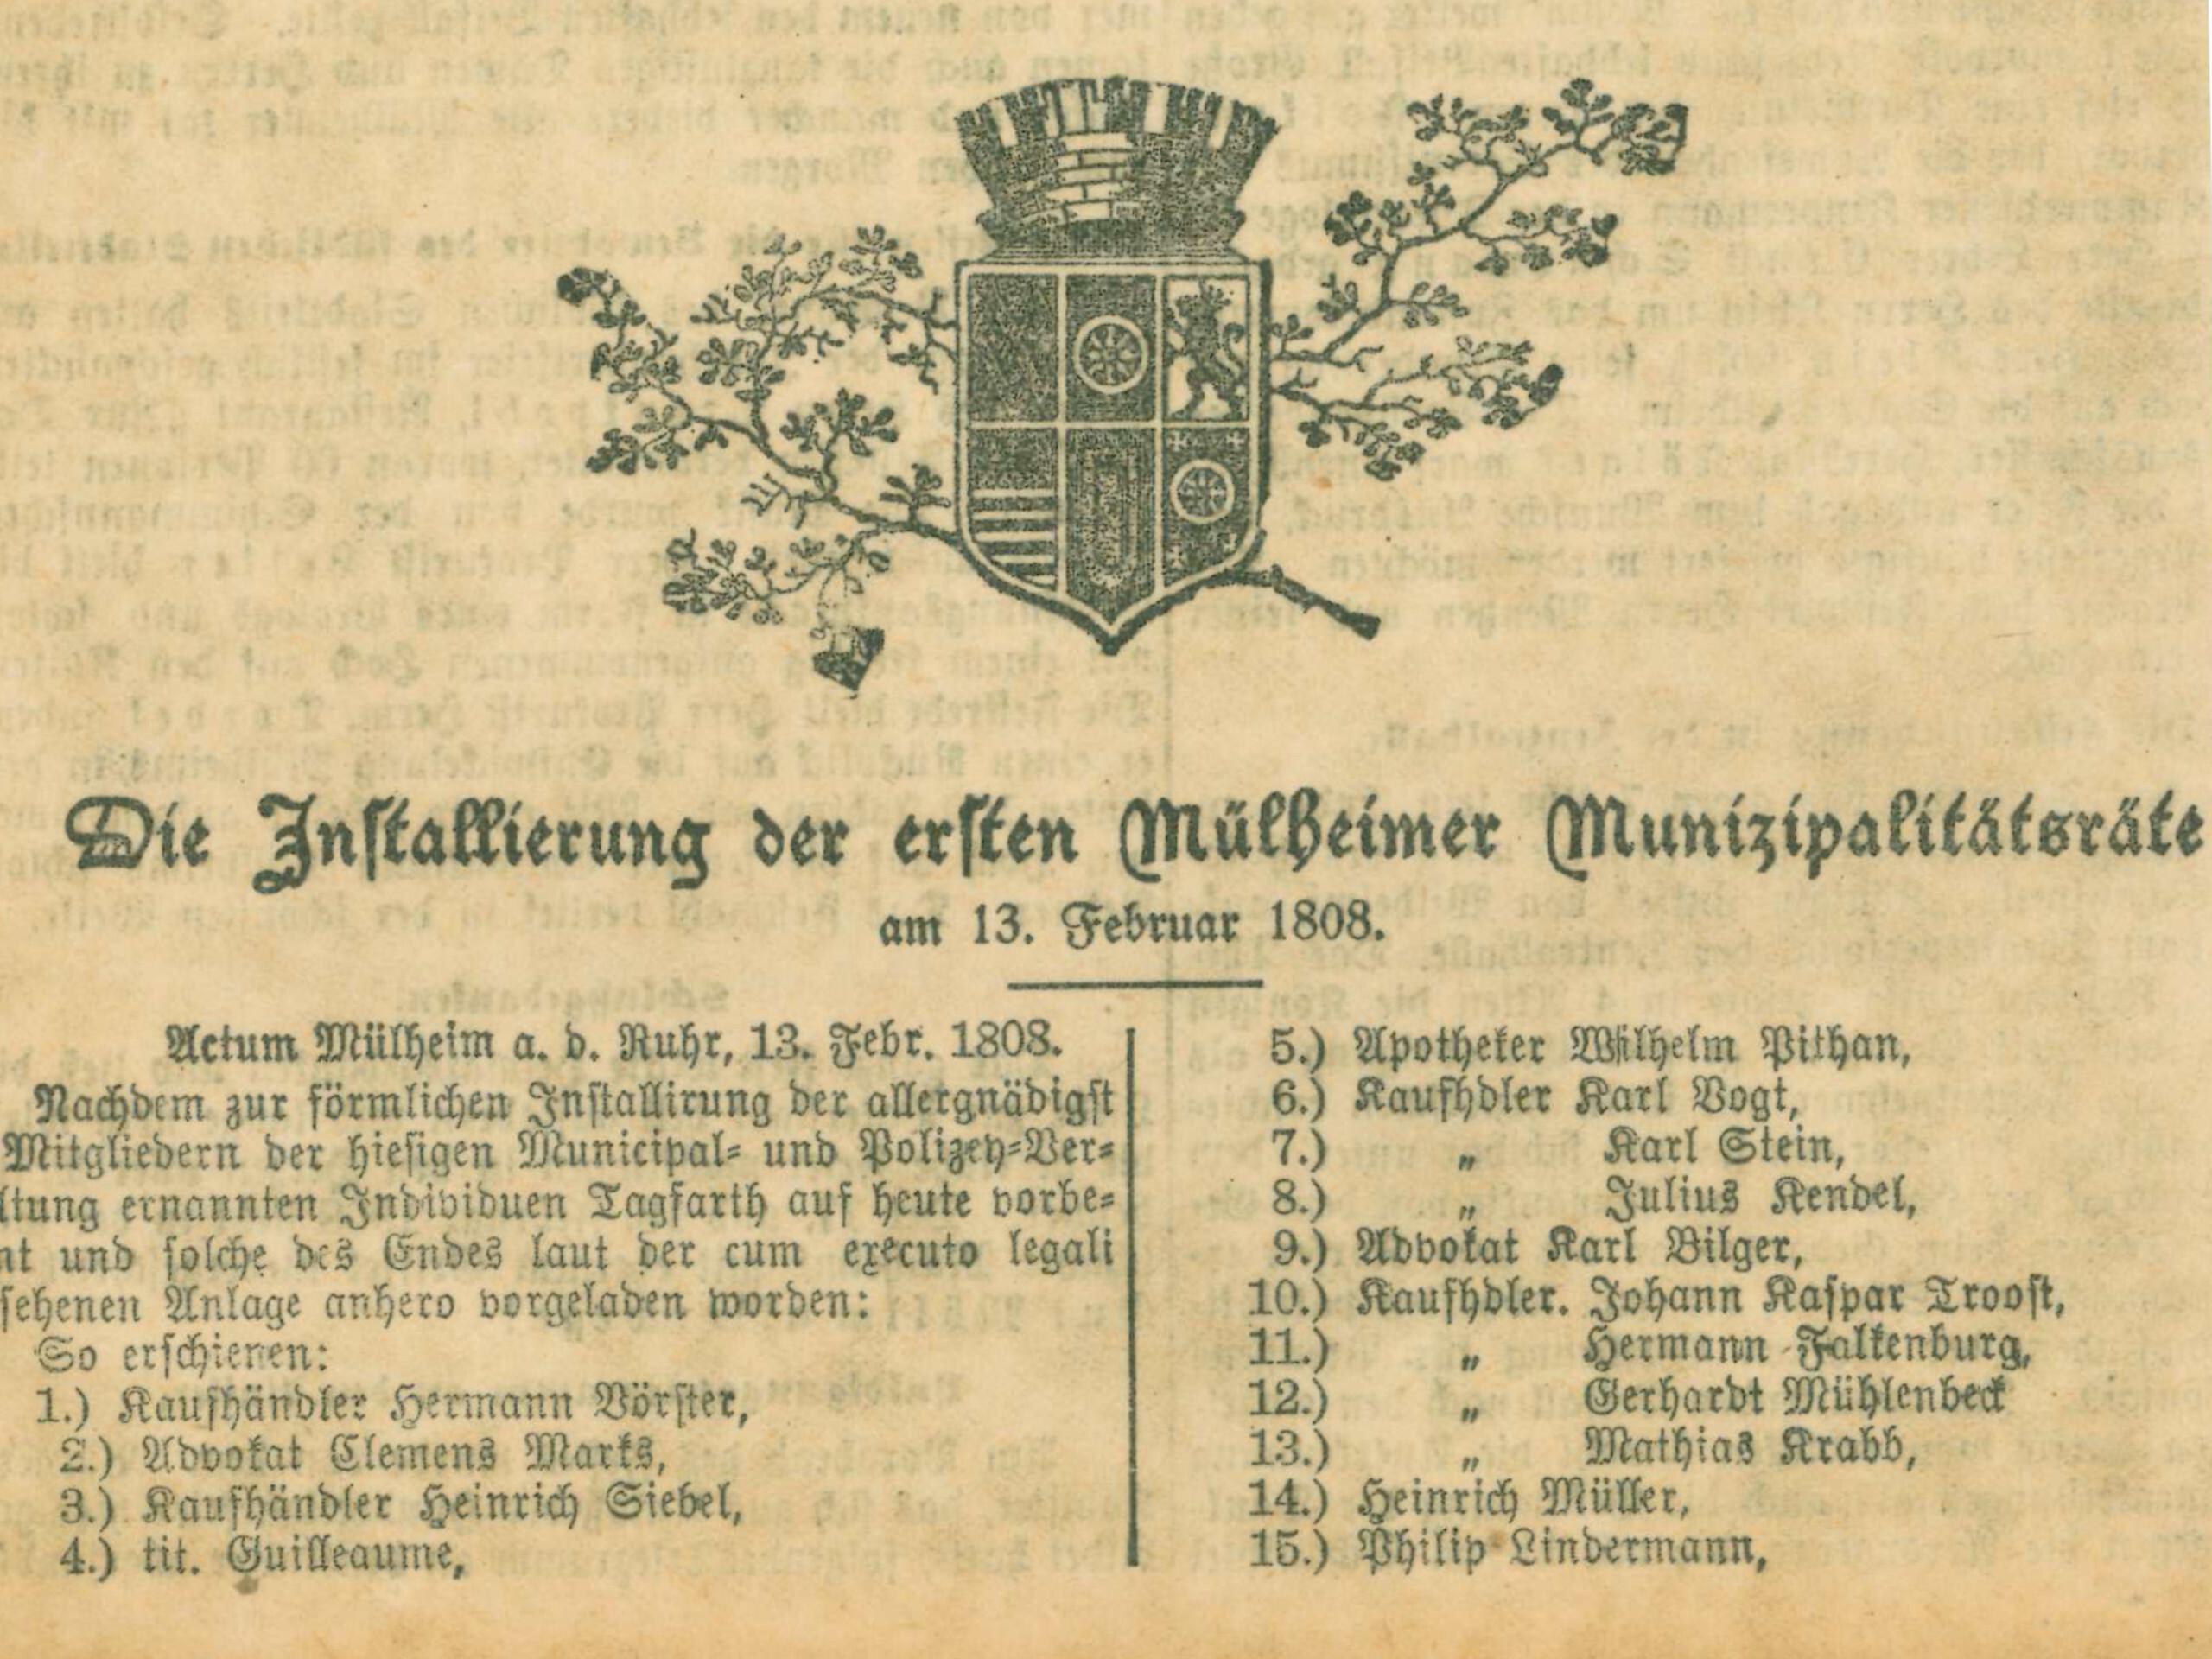 Die Installierung der ersten Mülheimer Munizipalitätsräte
am 13. Februar 1808.
Actum Mülheim a. d. Ruhr, 13. Febr. 1808.
Nachdem zur förmlichen Installirung der allergnädigst
Mitgliedern der hiesigen Municipal- und Polizey-Ver-
ltung ernannten Individuen Tagfarth auf heute vorbe-
nt und solche des Endes laut der cum executo legali
sehenen Anlage anhero vorgeladen worden:
So erschienen:
1.) Kaufhändler Hermann Vörster,
2.) Advokat Clemens Marks,
3.) Kaufhändler Heinrich Siebel,
4.) tit. Guilleaume,
5.) Apotheker Wilhelm Pithan,
6.) Kaufhdler Karl Vogt,
7.) „ Karl Stein,
8.) „ Julius Kendel,
9.) Advokat Karl Bilger,
10.) Kaufhdler. Johann Kaspar Troost,
11.) „ Hermann Falkenburg,
12.) „ Gerhardt Mühlenbeck
13.) „ Mathias Krabb,
14.) Heinrich Müller,
15.) Philip Lindermann,